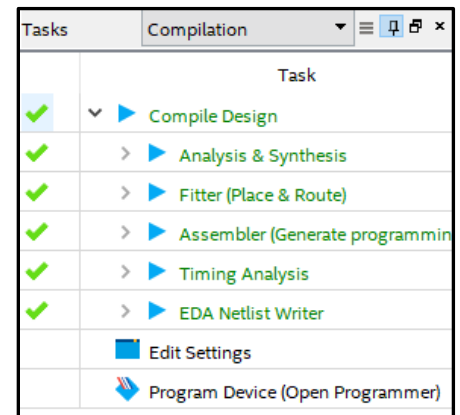 Tasks Compilation
Task
Compile Design
Analysis & Synthesis
Fitter (Place & Route)
Assembler (Generate programmin
Timing Analysis
EDA Netlist Writer
Edit Settings
Program Device (Open Programmer)